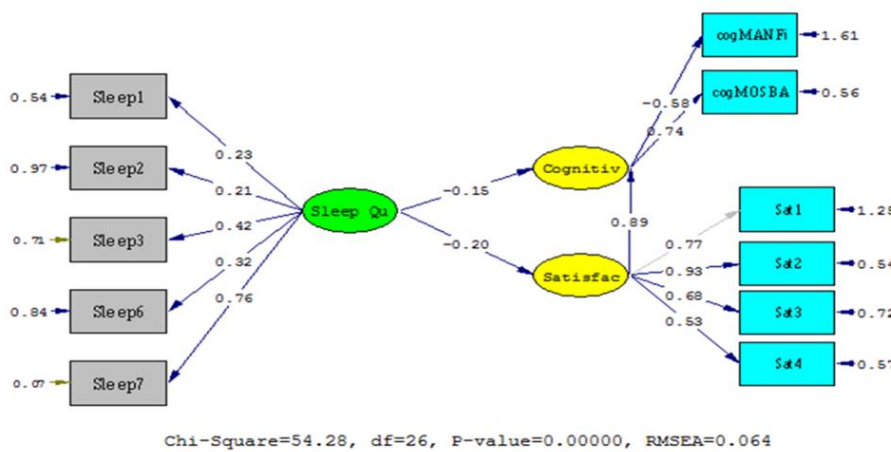 cogMANFi
1.61
-0.58
0.54
Sleep1
cogMOSBA
0.56
0.74
0.23
0.97
Sleep2
0.21
-0.15
Cognitiv
Sleep Qu
0.71
Sleep3
0.42
0.89
0.77
Sat1
1.28
-0.20
0.32
Satisfac
0.93
Sat2
0.54
0.84
Sleep6
0.76
0.68
Sat3
0.72
0.53
0.07
Sleep7
Sat4
0.57
Chi-Square=54.28, df=26, P-value=0.00000, RMSEA=0.064